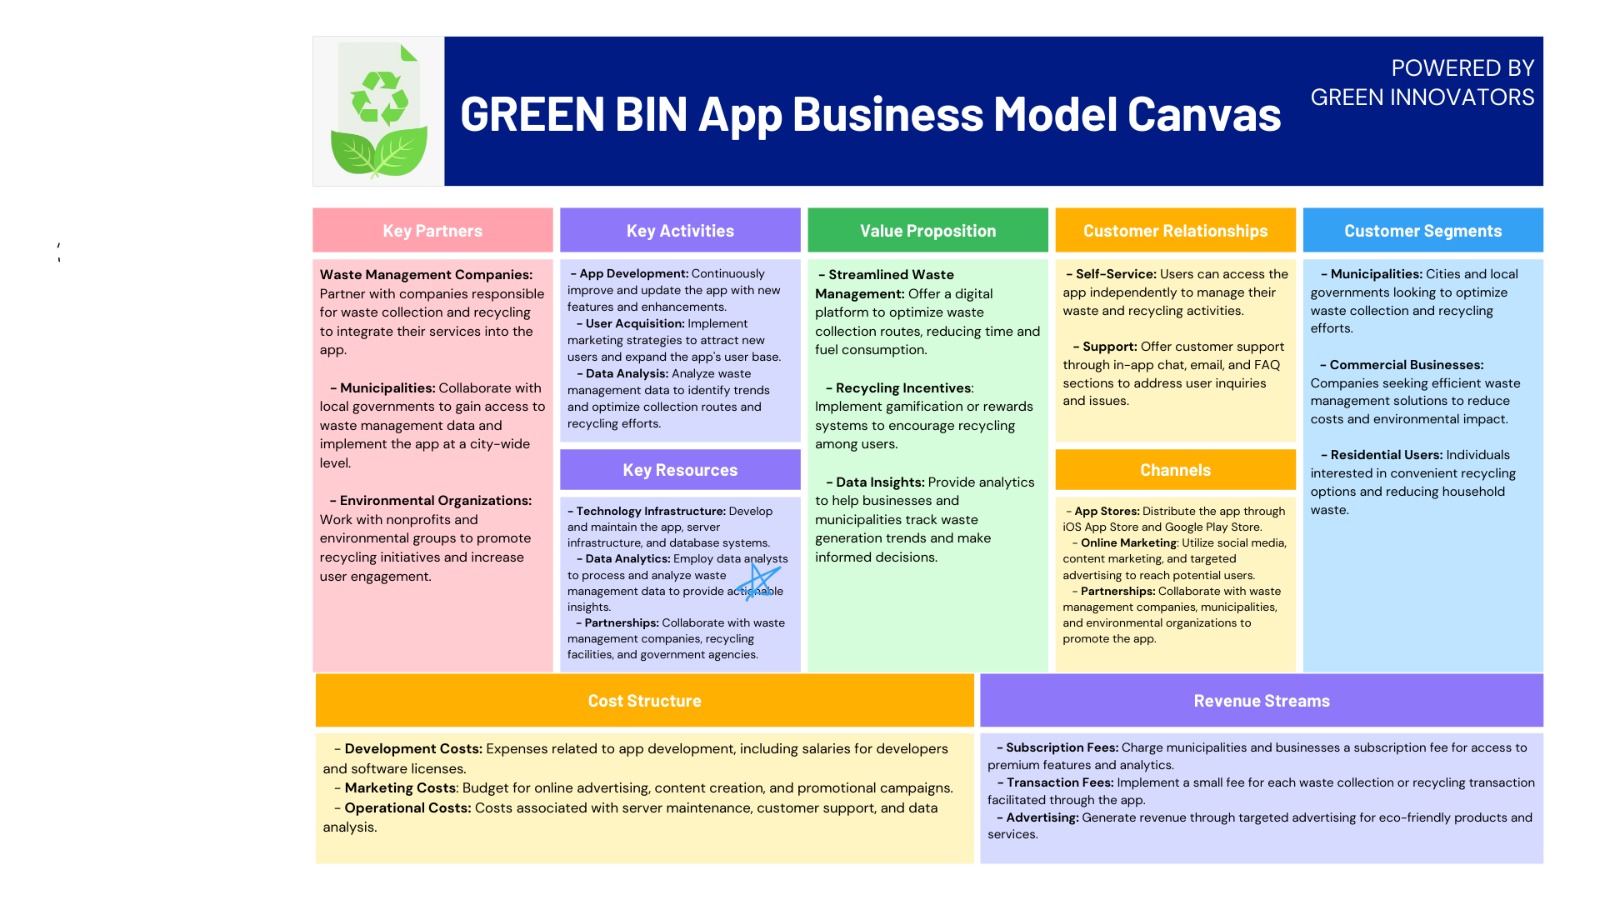 GREEN BIN App Business Model Canvas
POWERED BY
GREEN INNOVATORS
Key Partners
Waste Management Companies:
Partner with companies responsible
for waste collection and recycling
to integrate their services into the
app.
- Municipalities: Collaborate with
local governments to gain access to
waste management data and
implement the app at a city-wide
level.
- Environmental Organizations:
Work with nonprofits and
environmental groups to promote
recycling initiatives and increase
user engagement.
Key Activities
- App Development: Continuously
improve and update the app with new
features and enhancements.
- User Acquisition: Implement
marketing strategies to attract new
users and expand the app's user base.
- Data Analysis: Analyze waste
management data to identify trends
and optimize collection routes and
recycling efforts.
Key Resources
- Technology Infrastructure: Develop
and maintain the app, server
infrastructure, and database systems.
- Data Analytics: Employ data analysts
to process and analyze waste
management data to provide actionable
insights.
- Partnerships: Collaborate with waste
management companies, recycling
facilities, and government agencies.
Value Proposition
- Streamlined Waste
Management: Offer a digital
platform to optimize waste
collection routes, reducing time and
fuel consumption.
- Recycling Incentives:
Implement gamification or rewards
systems to encourage recycling
among users.
- Data Insights: Provide analytics
to help businesses and
municipalities track waste
generation trends and make
informed decisions.
Customer Relationships
- Self-Service: Users can access the
app independently to manage their
waste and recycling activities.
- Support: Offer customer support
through in-app chat, email, and FAQ
sections to address user inquiries
and issues.
Channels
- App Stores: Distribute the app through
iOS App Store and Google Play Store.
- Online Marketing: Utilize social media,
content marketing, and targeted
advertising to reach potential users.
- Partnerships: Collaborate with waste
management companies, municipalities,
and environmental organizations to
promote the app.
Customer Segments
- Municipalities: Cities and local
governments looking to optimize
waste collection and recycling
efforts.
- Commercial Businesses:
Companies seeking efficient waste
management solutions to reduce
costs and environmental impact.
- Residential Users: Individuals
interested in convenient recycling
options and reducing household
waste.
Cost Structure
- Development Costs: Expenses related to app development, including salaries for developers
and software licenses.
- Marketing Costs: Budget for online advertising, content creation, and promotional campaigns.
- Operational Costs: Costs associated with server maintenance, customer support, and data
analysis.
Revenue Streams
- Subscription Fees: Charge municipalities and businesses a subscription fee for access to
premium features and analytics.
- Transaction Fees: Implement a small fee for each waste collection or recycling transaction
facilitated through the app.
- Advertising: Generate revenue through targeted advertising for eco-friendly products and
services.